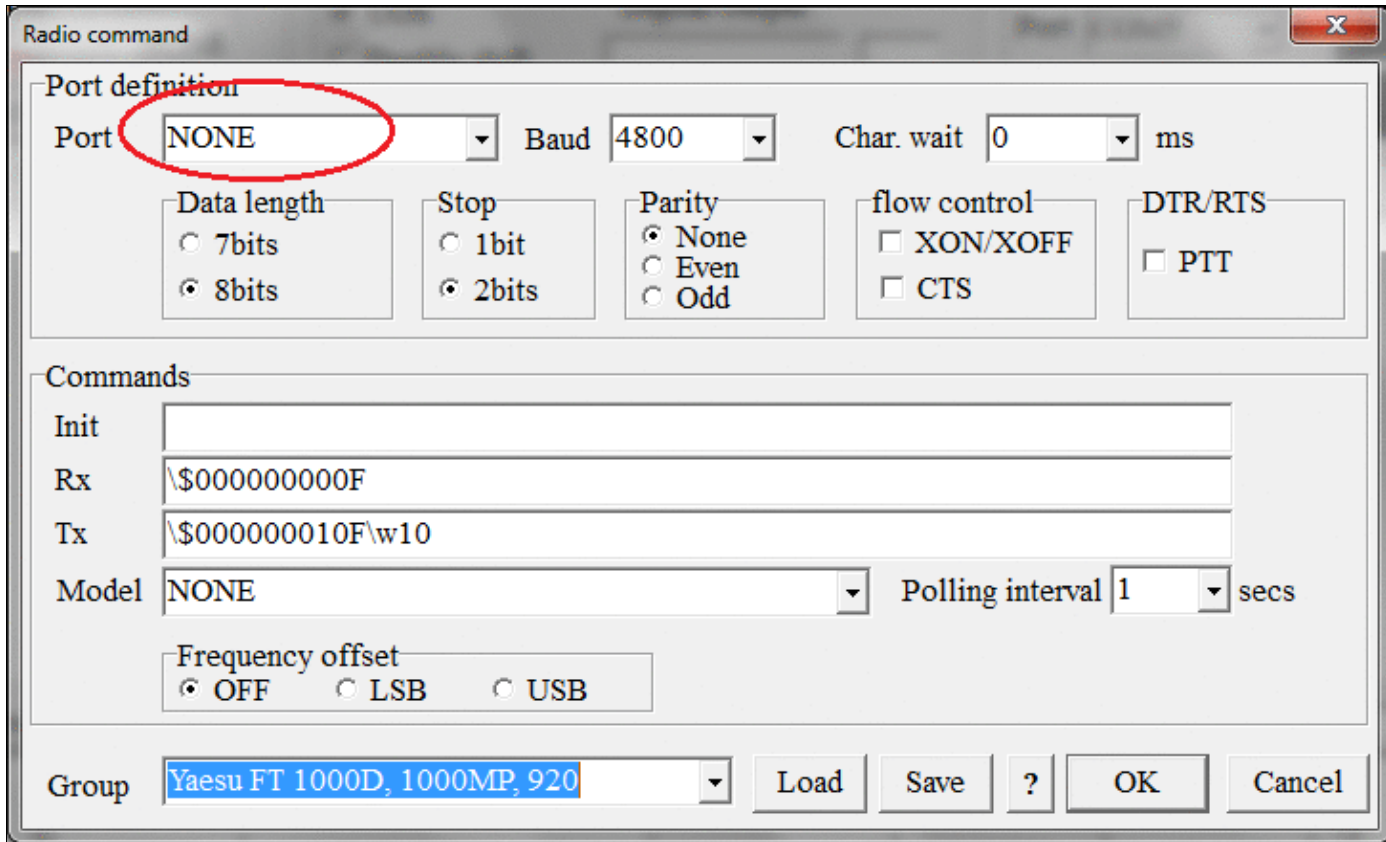 Radio command
Port definition
Port NONE Baud 4800 Char. wait 0 ms
Data length Stop Parity flow control DTR/RTS
7bits 1bit None XON/XOFF PTT
Even
8bits 2bits Odd CTS
Commands
Init
Rx \$000000000F
Tx \$000000010F\w10
Model NONE Polling interval 1 secs
Frequency offset
OFF LSB USB
Group Yaesu FT 1000D, 1000MP, 920 Load Save ? OK Cancel